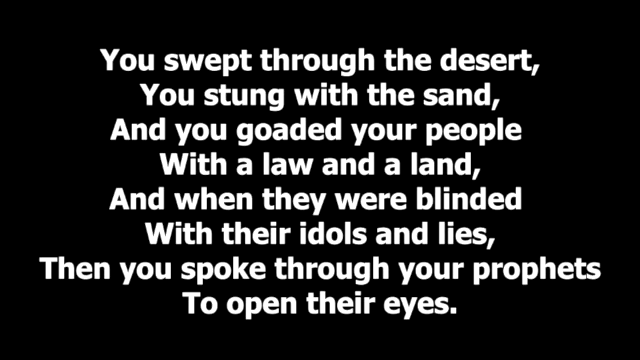 You swept through the desert,
You stung with the sand,
And you goaded your people
With a law and a land,
And when they were blinded
With their idols and lies,
Then you spoke through your prophets
To open their eyes.